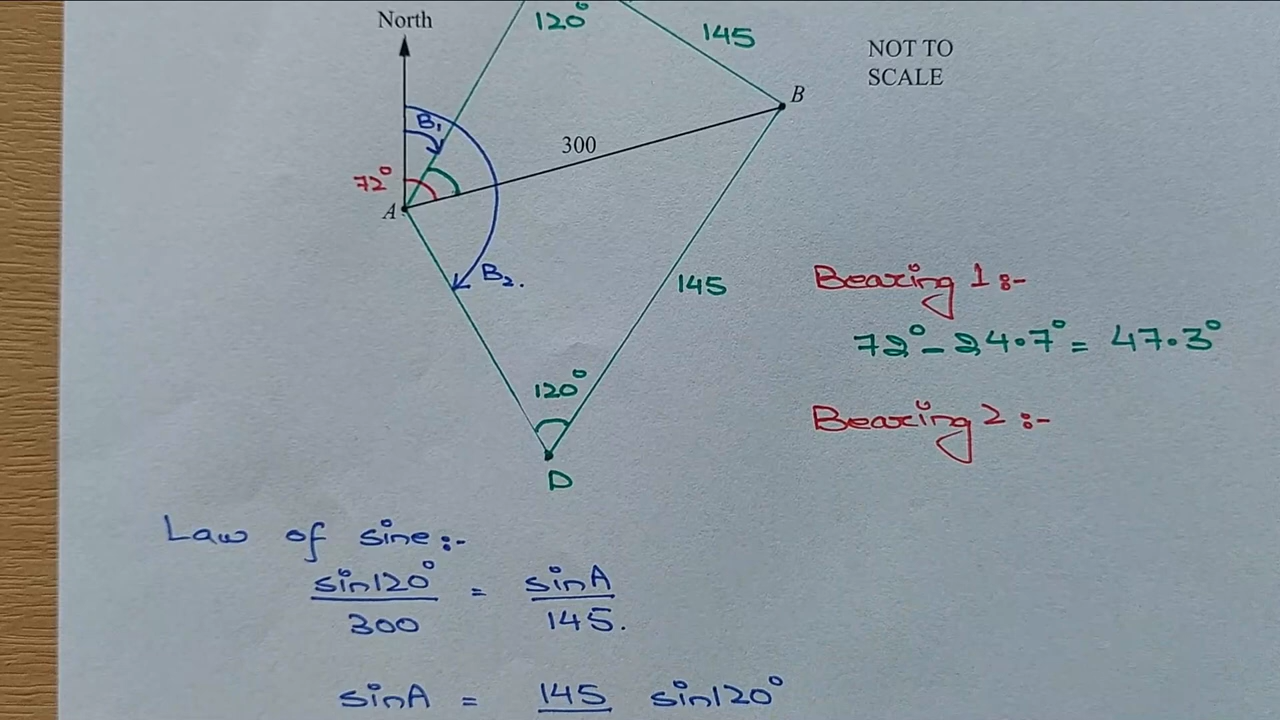 North
120°
145
NOT TO
SCALE
B
B₁
300
72°
A
B₂.
145
Bearing 1:-
72° - 24.7° = 47.3°
120°
Bearing 2:-
D
Law of sine:-
sin120° = sinA
300 145.
sinA = 145 sin120°